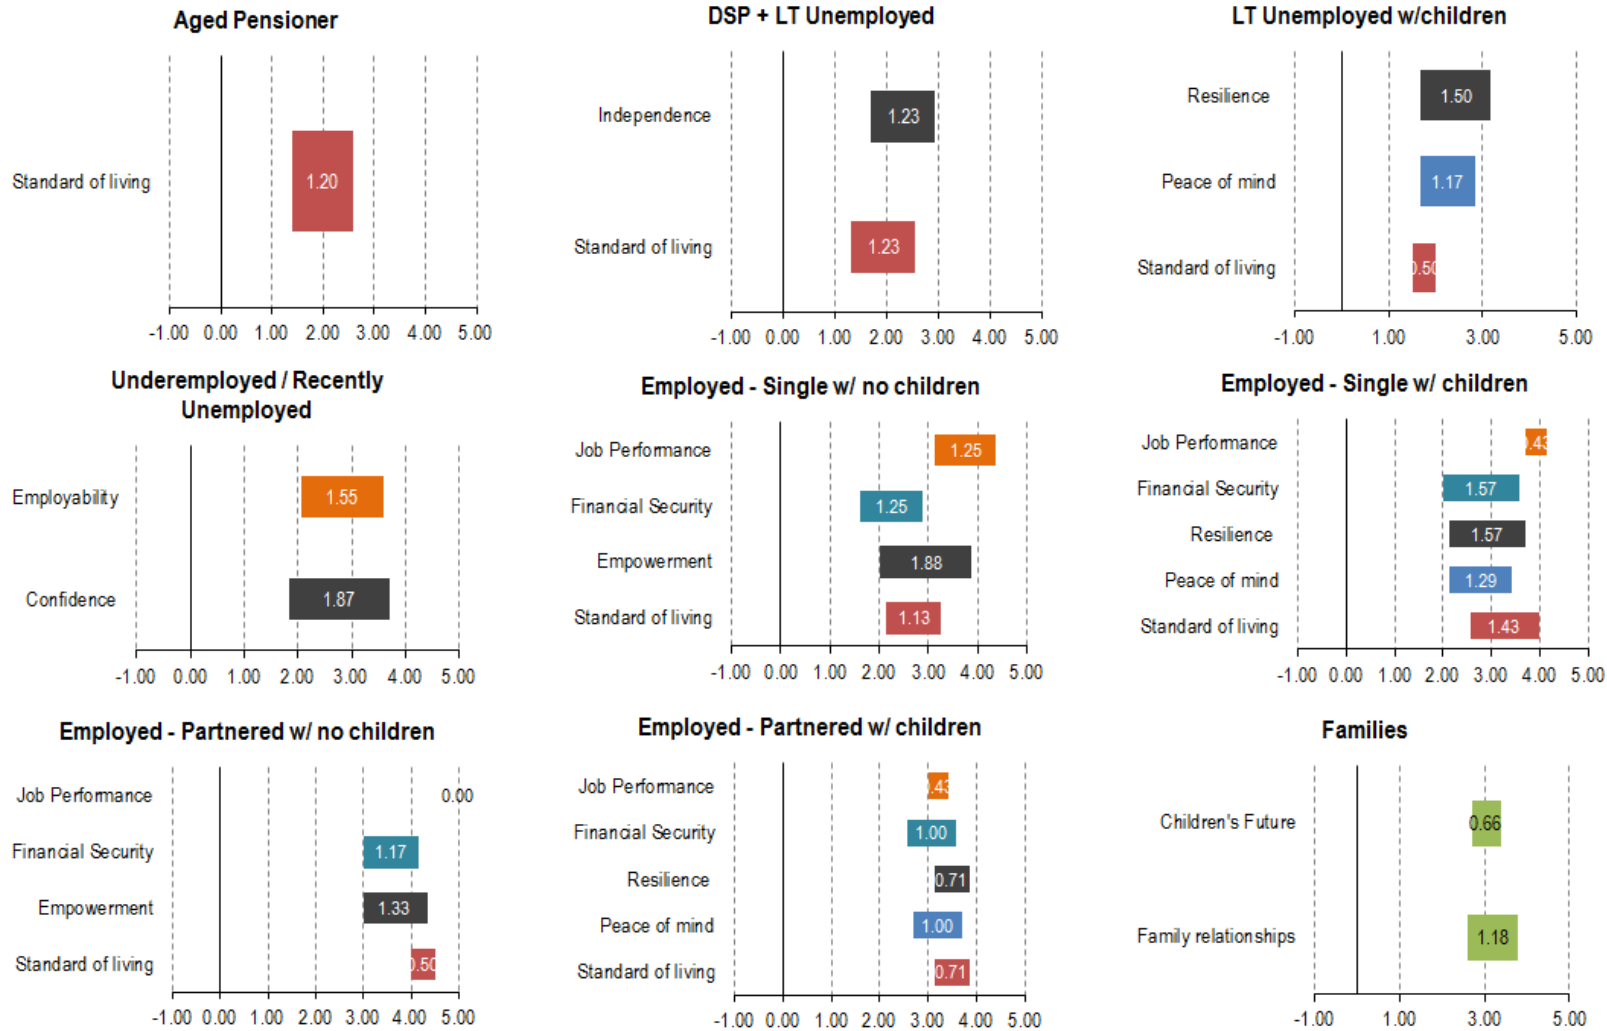 Aged Pensioner
Standard of living
1.20
-1.00 0.00 1.00 2.00 3.00 4.00 5.00
DSP + LT Unemployed
Independence
1.23
Standard of living
1.23
-1.00 0.00 1.00 2.00 3.00 4.00 5.00
LT Unemployed w/children
Resilience
1.50
Peace of mind
1.17
Standard of living
0.50
-1.00 1.00 3.00 5.00
Underemployed / Recently
Unemployed
Employability
1.55
Confidence
1.87
-1.00 0.00 1.00 2.00 3.00 4.00 5.00
Employed - Single w/ no children
Job Performance
1.25
Financial Security
1.25
Empowerment
1.88
Standard of living
1.13
-1.00 0.00 1.00 2.00 3.00 4.00 5.00
Employed - Single w/ children
Job Performance
0.43
Financial Security
1.57
Resilience
1.57
Peace of mind
1.29
Standard of living
1.43
-1.00 0.00 1.00 2.00 3.00 4.00 5.00
Employed - Partnered w/ no children
Job Performance
0.00
Financial Security
1.17
Empowerment
1.33
Standard of living
0.50
-1.00 0.00 1.00 2.00 3.00 4.00 5.00
Employed - Partnered w/ children
Job Performance
0.43
Financial Security
1.00
Resilience
0.71
Peace of mind
1.00
Standard of living
0.71
-1.00 0.00 1.00 2.00 3.00 4.00 5.00
Families
Children's Future
0.66
Family relationships
1.18
-1.00 1.00 3.00 5.00